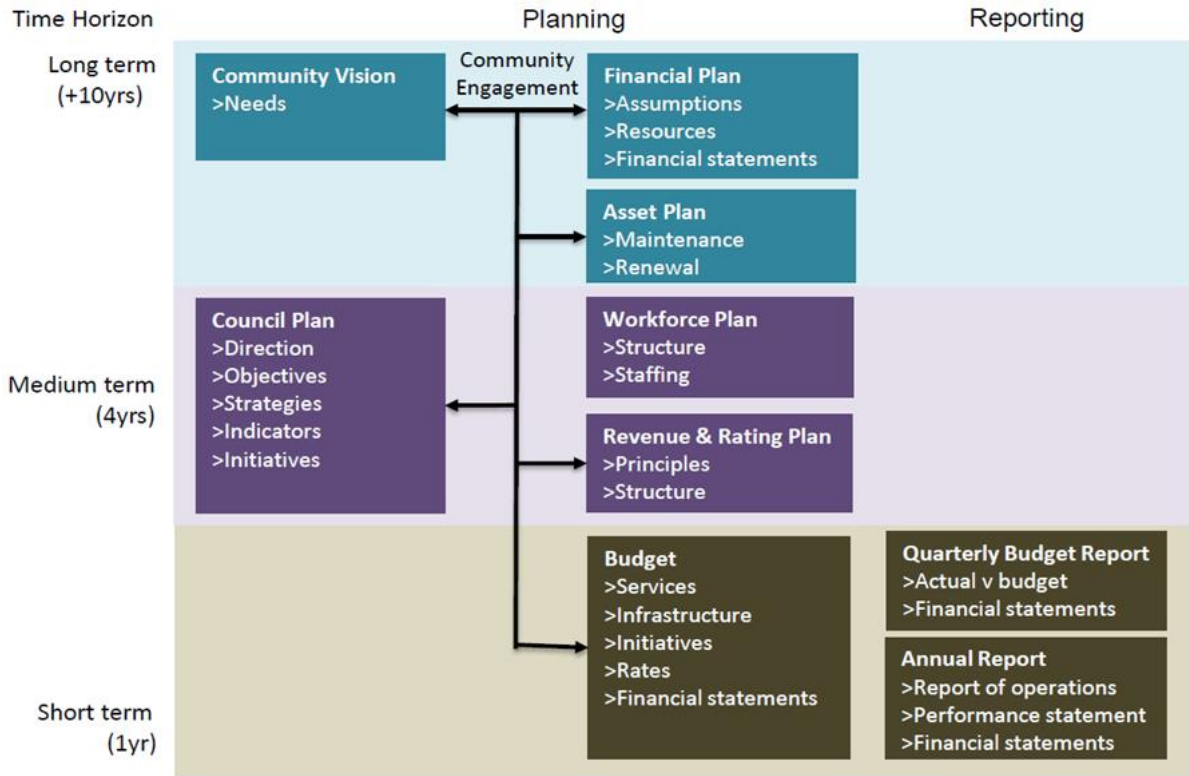 Time Horizon
Planning
Reporting
Long term
(+10yrs)
Community Vision
>Needs
Community
Engagement
Financial Plan
>Assumptions
>Resources
>Financial statements
Asset Plan
>Maintenance
>Renewal
Medium term
(4yrs)
Council Plan
>Direction
>Objectives
>Strategies
>Indicators
>Initiatives
Workforce Plan
>Structure
>Staffing
Revenue & Rating Plan
>Principles
>Structure
Short term
(1yr)
Budget
>Services
>Infrastructure
>Initiatives
>Rates
>Financial statements
Quarterly Budget Report
>Actual v budget
>Financial statements
Annual Report
>Report of operations
>Performance statement
>Financial statements